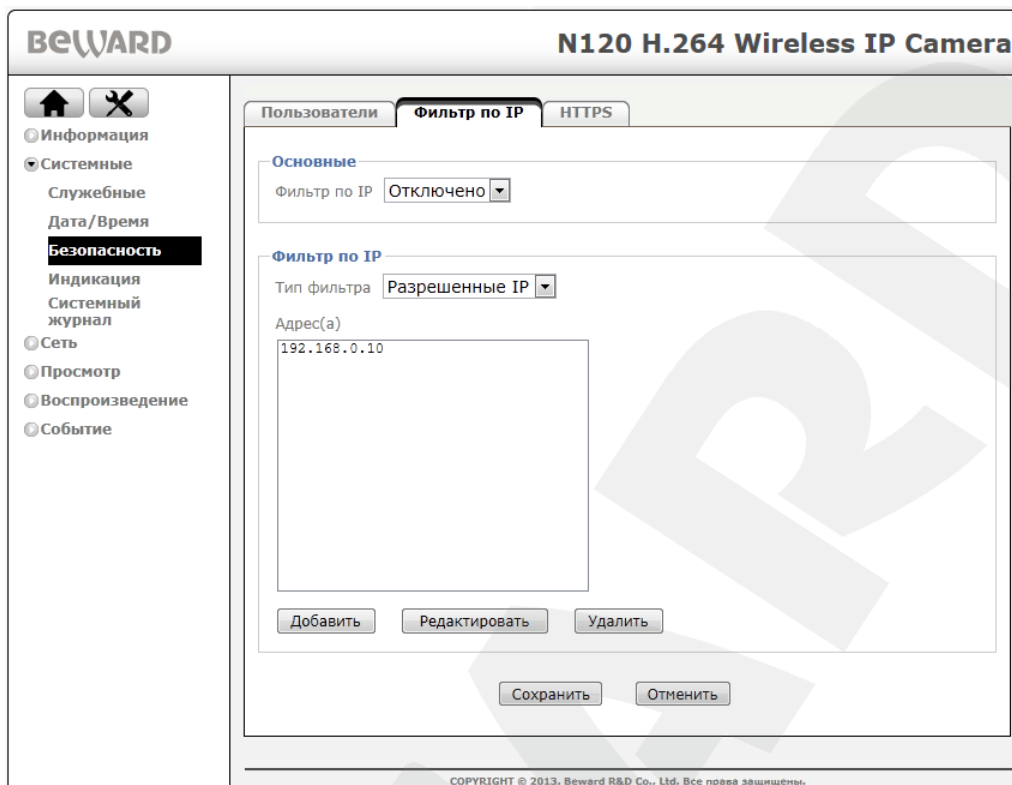 BEWARD
N120 H.264 Wireless IP Camera
Информация
Системные
Служебные
Дата/Время
Безопасность
Индикация
Системный
журнал
Сеть
Просмотр
Воспроизведение
Событие
Пользователи
Фильтр по IP
HTTPS
Основные
Фильтр по IP Отключено
Фильтр по IP
Тип фильтра Разрешенные IP
Адрес(а)
192.168.0.10
Добавить Редактировать Удалить
Сохранить Отменить
COPYRIGHT © 2013, Beward R&D Co., Ltd. Все права защищены.